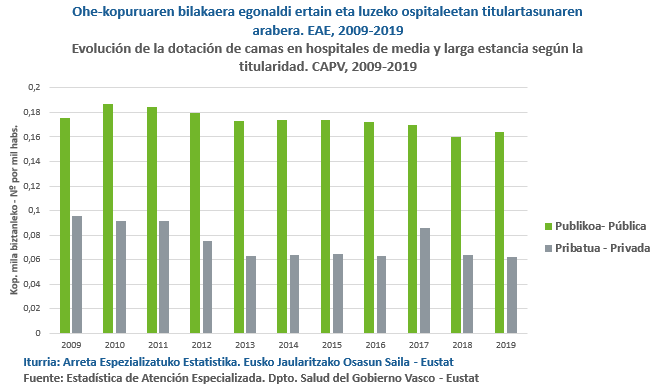 Ohe-kopuruaren bilakaera egonaldi ertain eta luzeko ospitaleetan titulartasunaren
arabera. EAE, 2009-2019
Evolución de la dotación de camas en hospitales de media y larga estancia según la
titularidad. CAPV, 2009-2019
Kop. mila biztanleko - Nº por mil habs.
0,2
0,18
0,16
0,14
0,12
0,1
0,08
0,06
0,04
0,02
0
2009 2010 2011 2012 2013 2014 2015 2016 2017 2018 2019
Publikoa- Pública
Pribatua - Privada
Iturria: Arreta Espezializatuko Estatistika. Eusko Jaularitzako Osasun Saila - Eustat
Fuente: Estadística de Atención Especializada. Dpto. Salud del Gobierno Vasco - Eustat